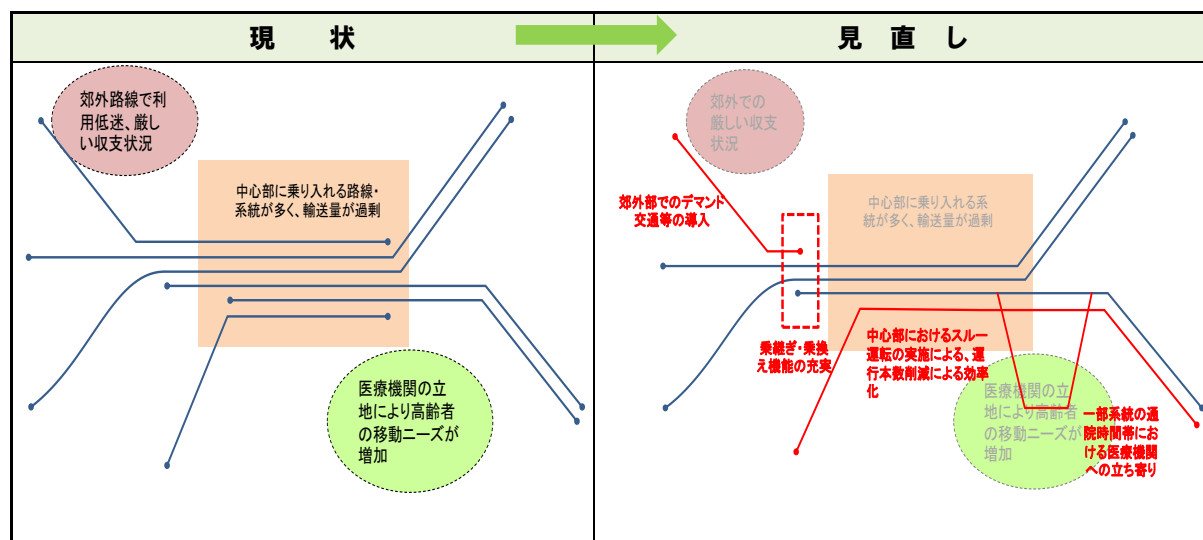 現 状
見 直 し
郊外路線で利
用低迷、厳し
い収支状況
中心部に乗り入れる路線・
系統が多く、輸送量が過剰
医療機関の立
地により高齢者
の移動ニーズが
増加
郊外での
厳しい収支
状況
郊外部でのデマンド
交通等の導入
中心部に乗り入れる系
統が多く、輸送量が過剰
乗継ぎ・乗換
え機能の充実
中心部におけるスルー
運転の実施による、運
行本数削減による効率
化
医療機関の立
地により高齢者
の移動ニーズが
増加
一部系統の通
院時間帯にお
ける医療機関
への立ち寄り